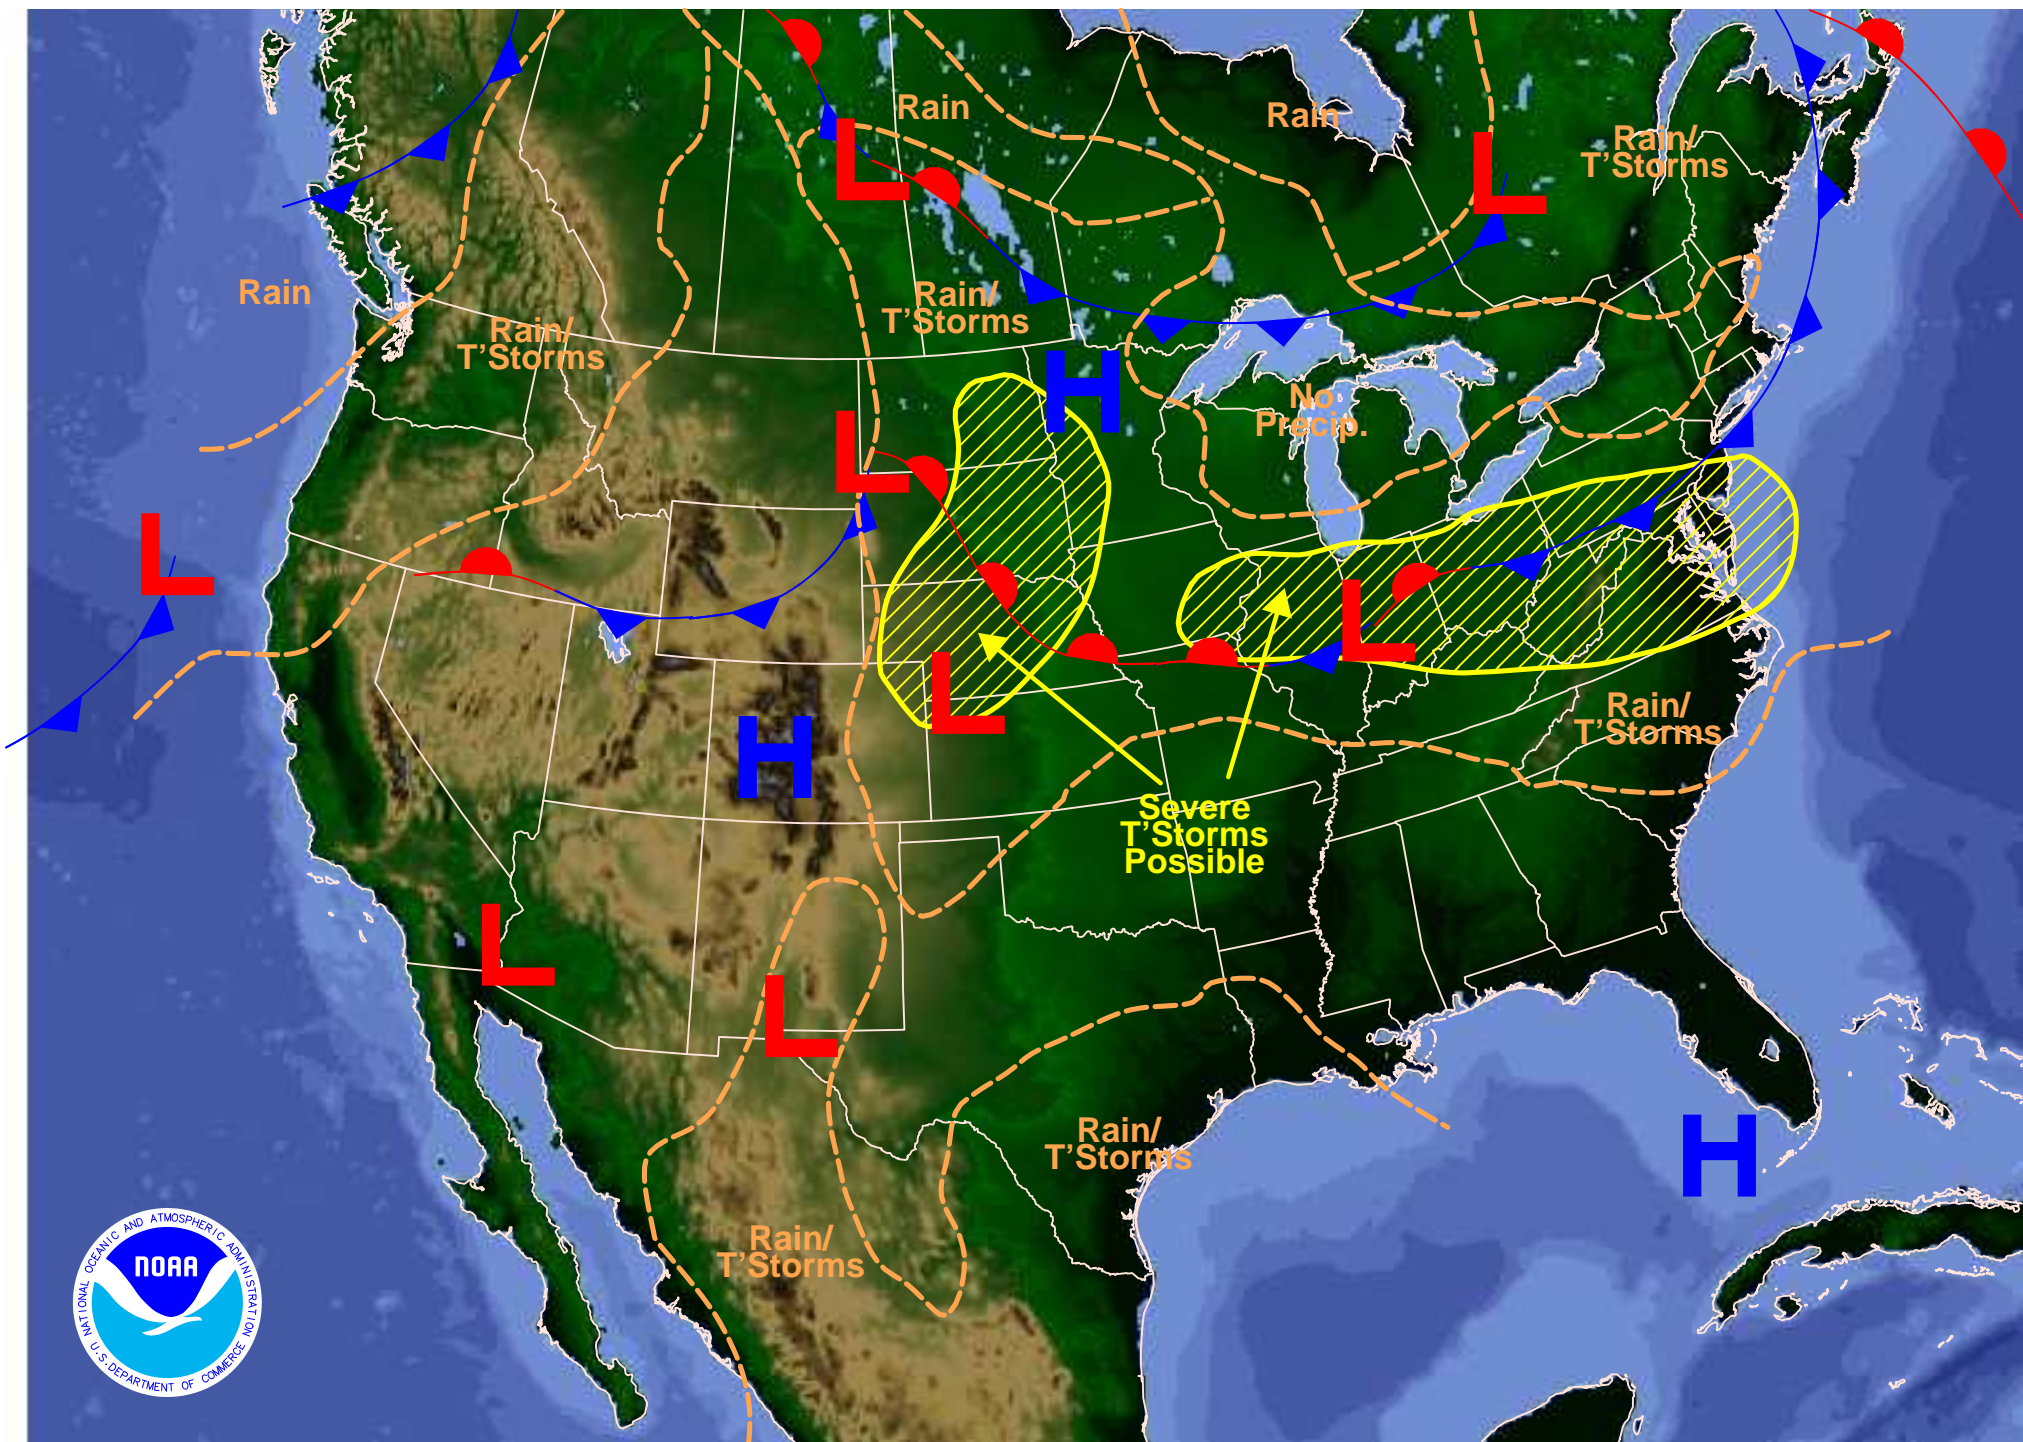 Rain
Rain
Rain/
T'Storms
Rain
Rain/
T'Storms
Rain/
T'Storms
No
Precip.
Rain/
T'Storms
Severe
T'Storms
Possible
Rain/
T'Storms
Rain/
T'Storms
L
L
L
L
L
L
L
L
H
H
H
NATIONAL OCEANIC AND ATMOSPHERIC ADMINISTRATION
NOAA
U.S. DEPARTMENT OF COMMERCE